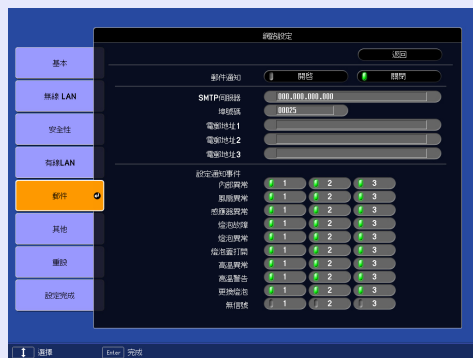 網路設定
返回
基本
郵件通知 開啓 關閉
無線 LAN
SMTP伺服器 000.000.000.000
埠號碼 00025
安全性
電郵地址1
電郵地址2
有線LAN
電郵地址3
設定通知事件
郵件
內部異常 1 2 3
風扇異常 1 2 3
感應器異常 1 2 3
其他
燈泡故障 1 2 3
燈泡異常 1 2 3
燈泡蓋打開 1 2 3
重設
高溫異常 1 2 3
高溫警告 1 2 3
設定完成
更換燈泡 1 2 3
無信號 1 2 3
選擇 Enter 完成